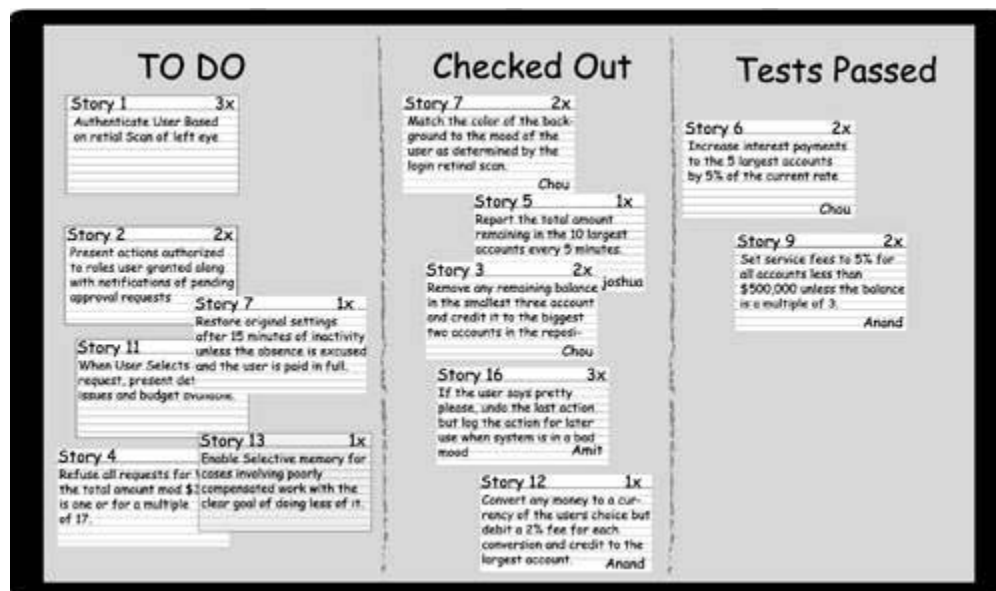 TO DO
Story 1 3x
Authenticate User Based
on retial Scan of left eye
Story 2 2x
Present actions authorized
to roles user granted along
with notifications of pending
approval requests
Story 7 1x
Restore original settings
after 15 minutes of inactivity
unless the absence is excused
and the user is paid in full.
Story 11
When User Selects
request, present det
issues and budget available.
Story 4
Refuse all requests for
the total amount mod
is one or for a multiple
of 17.
Story 13 1x
Enable Selective memory for
cases involving poorly
compensated work with the
clear goal of doing less of it.
Checked Out
Story 7 2x
Match the color of the back-
ground to the mood of the
user as determined by the
login retinal scan.
Chou
Story 5 1x
Report the total amount
remaining in the 10 largest
accounts every 5 minutes.
joshua
Story 3 2x
Remove any remaining balance
in the smallest three account
and credit it to the biggest
two accounts in the reposi-
Chou
Story 16 3x
If the user says pretty
please, undo the last action
but log the action for later
use when system is in a bad
mood
Amit
Story 12 1x
Convert any money to a cur-
rency of the users choice but
debit a 2% fee for each
conversion and credit to the
largest account.
Anand
Tests Passed
Story 6 2x
Increase interest payments
to the 5 largest accounts
by 5% of the current rate
Chou
Story 9 2x
Set service fees to 5% for
all accounts less than
$500,000 unless the balance
is a multiple of 3.
Anand